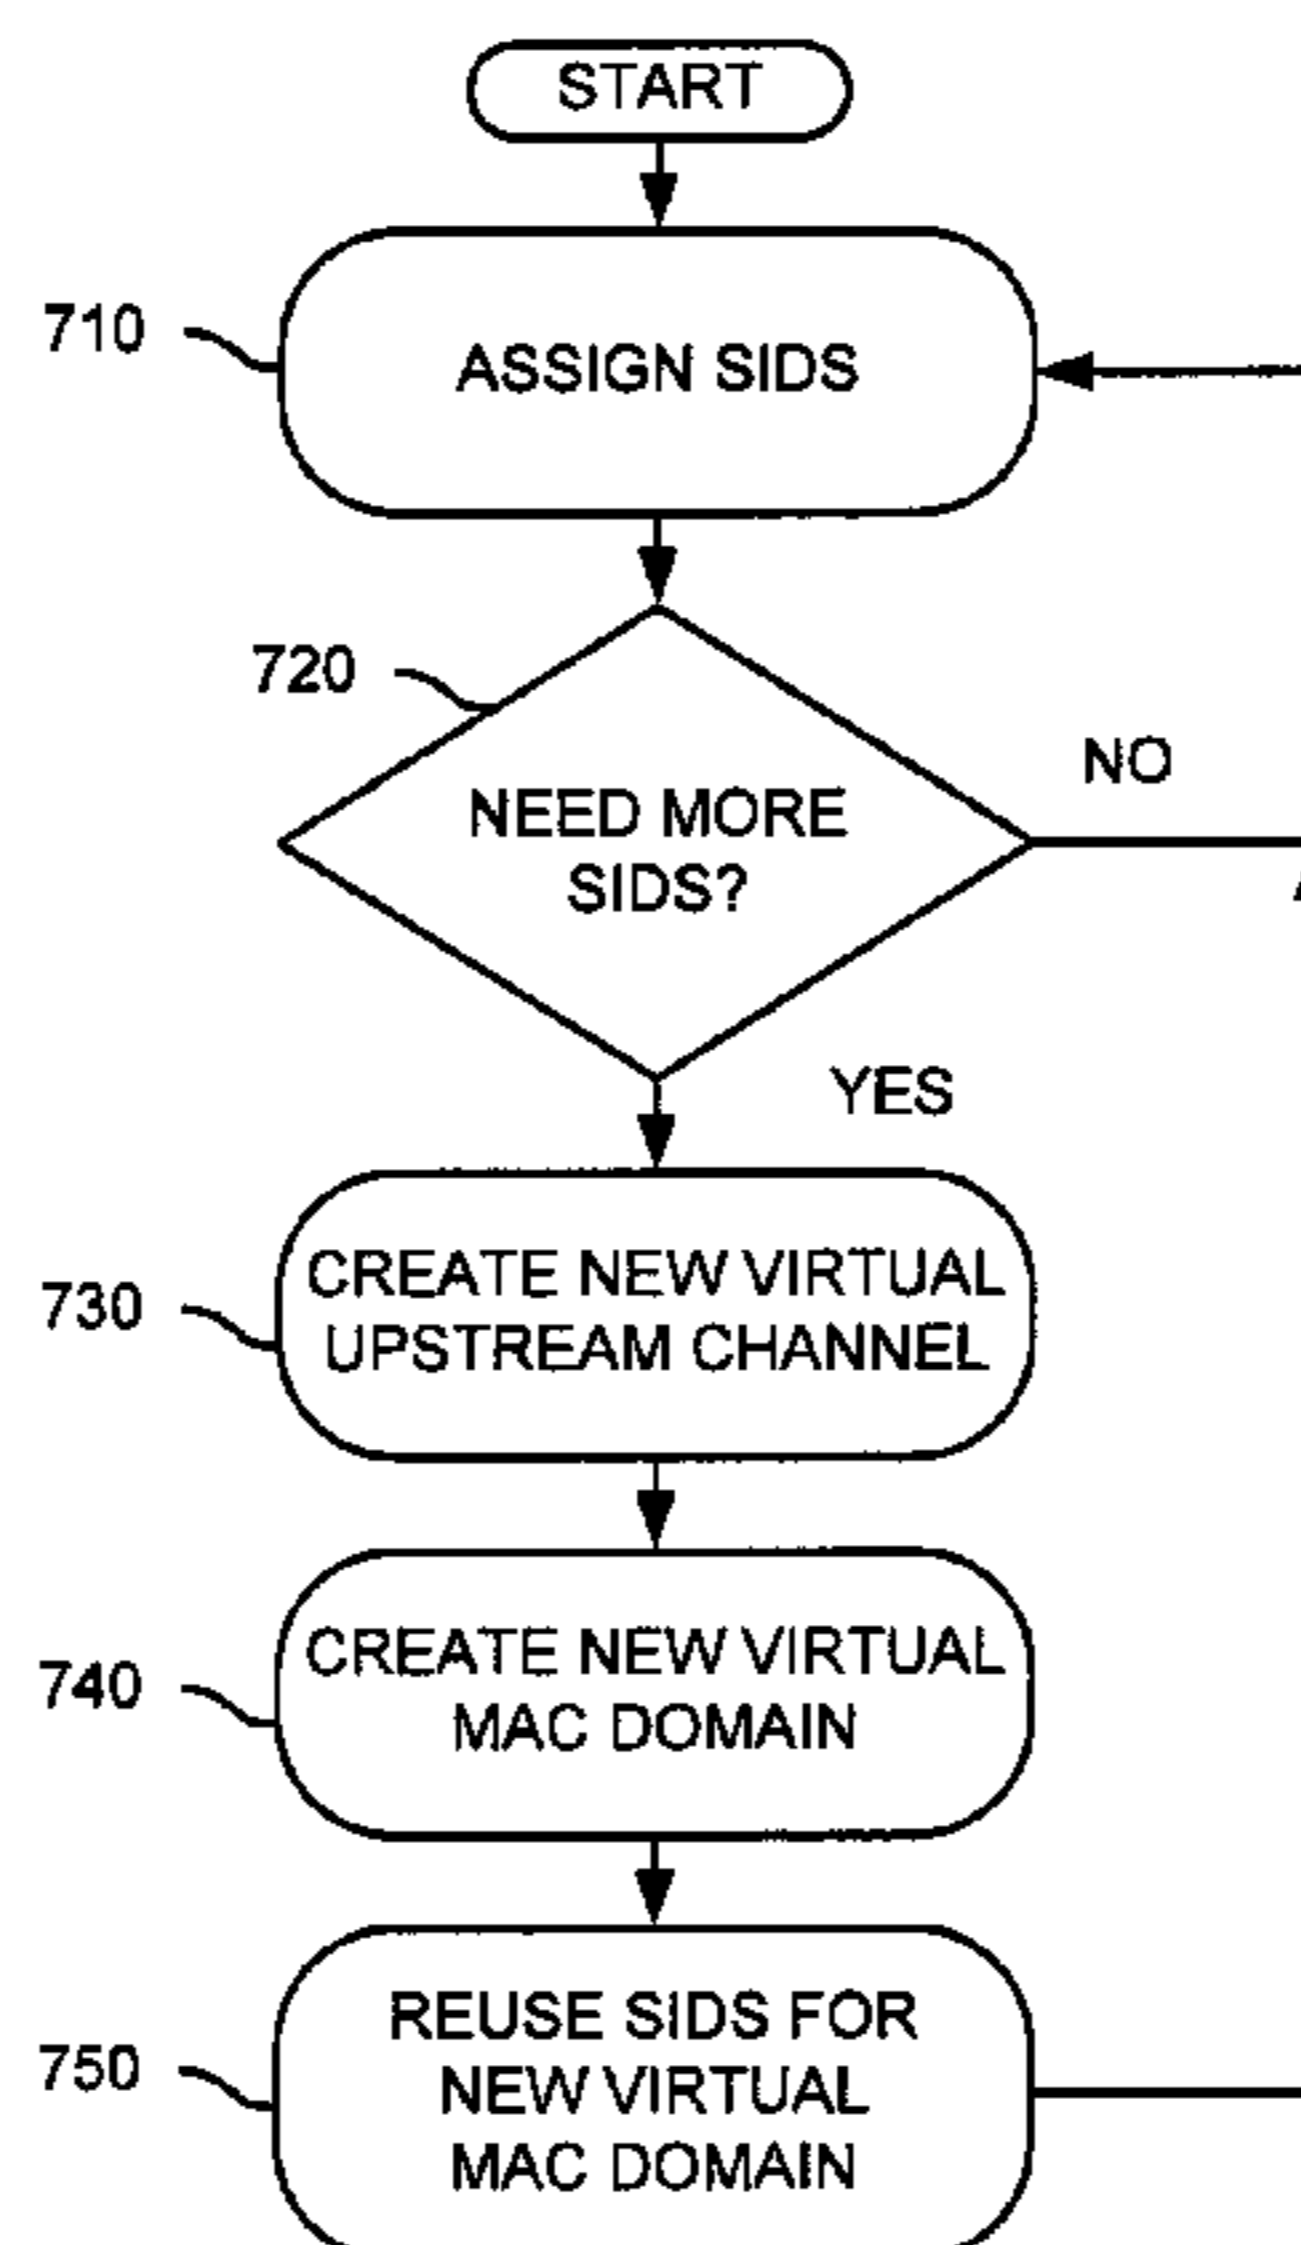 START
710
ASSIGN SIDS
720
NEED MORE
SIDS?
NO
YES
730
CREATE NEW VIRTUAL
UPSTREAM CHANNEL
740
CREATE NEW VIRTUAL
MAC DOMAIN
750
REUSE SIDS FOR
NEW VIRTUAL
MAC DOMAIN